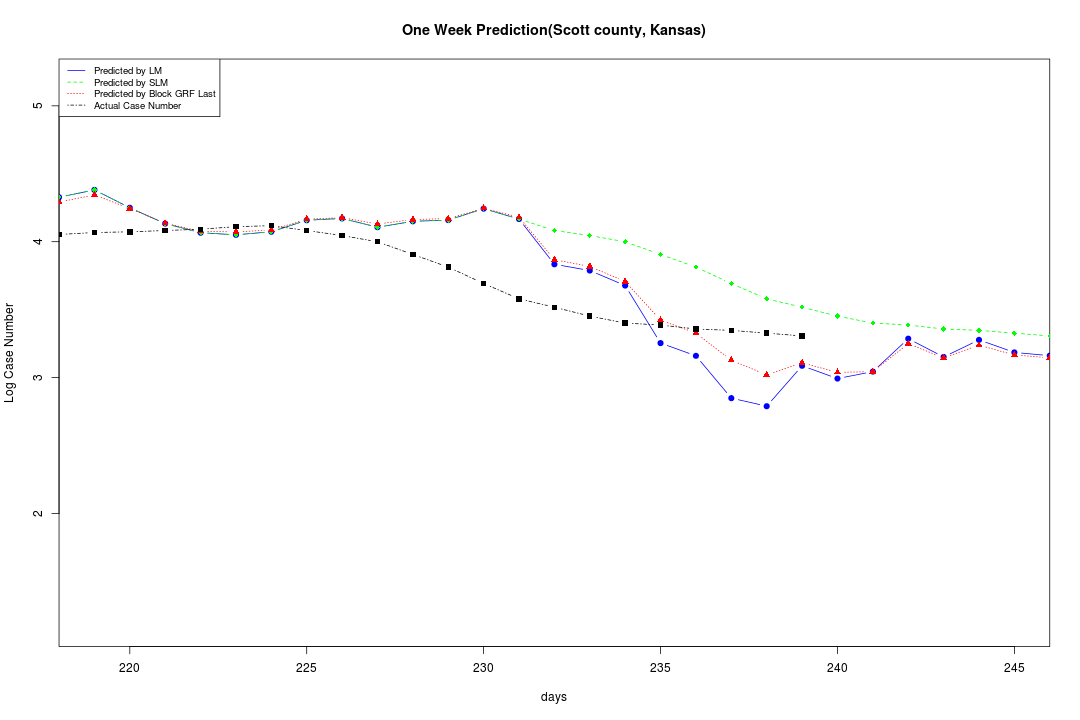 One Week Prediction(Scott county, Kansas)
Predicted by LM
Predicted by SLM
Predicted by Block GRF Last
Actual Case Number
5
4
3
2
Log Case Number
220 225 230 235 240 245
days